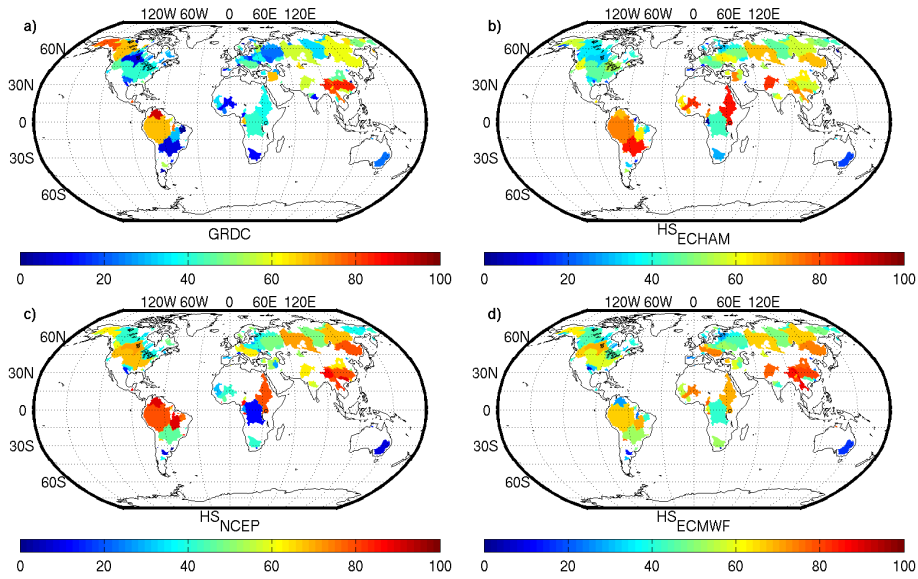 a)
120W 60W 0 60E 120E
60N
30N
0
30S
60S
GRDC
0 20 40 60 80 100
b)
120W 60W 0 60E 120E
60N
30N
0
30S
60S
HS ECHAM
0 20 40 60 80 100
c)
120W 60W 0 60E 120E
60N
30N
0
30S
60S
HS NCEP
0 20 40 60 80 100
d)
120W 60W 0 60E 120E
60N
30N
0
30S
60S
HS ECMWF
0 20 40 60 80 100